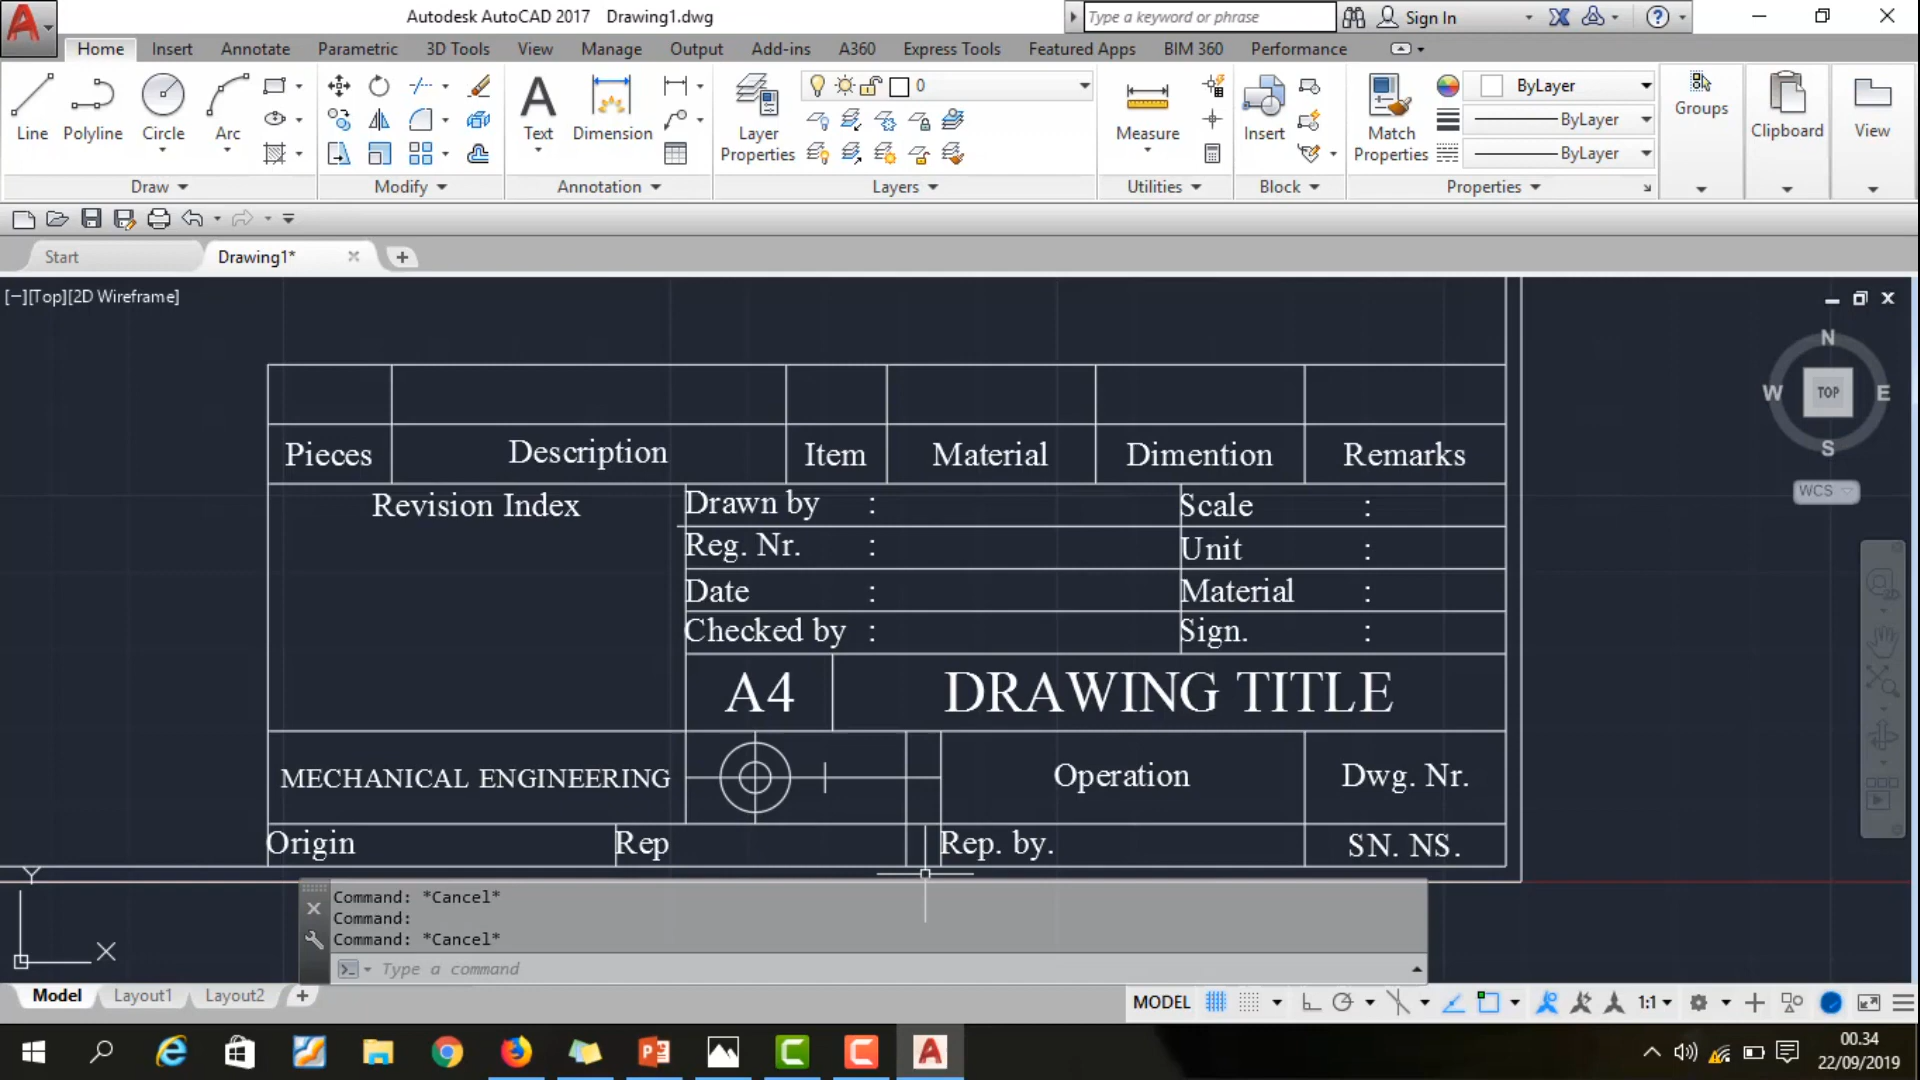 Autodesk AutoCAD 2017 Drawing1.dwg
Type a keyword or phrase
Sign In
Home Insert Annotate Parametric 3D Tools View Manage Output Add-ins A360 Express Tools Featured Apps BIM 360 Performance
Line Polyline Circle Arc
Text Dimension
Layer Properties
0
Measure
Insert
Match Properties
ByLayer
ByLayer
ByLayer
Groups
Clipboard
View
Draw Modify Annotation Layers Utilities Block Properties
Start Drawing1*
[−][Top][2D Wireframe]
N
W TOP E
S
WCS
Pieces Description Item Material Dimention Remarks
Revision Index Drawn by : Scale :
Reg. Nr. : Unit :
Date : Material :
Checked by : Sign. :
A4 DRAWING TITLE
MECHANICAL ENGINEERING Operation Dwg. Nr.
Origin Rep Rep. by. SN. NS.
Y
X
Command: *Cancel*
Command:
Command: *Cancel*
Type a command
Model Layout1 Layout2
MODEL 1:1
00.34
22/09/2019